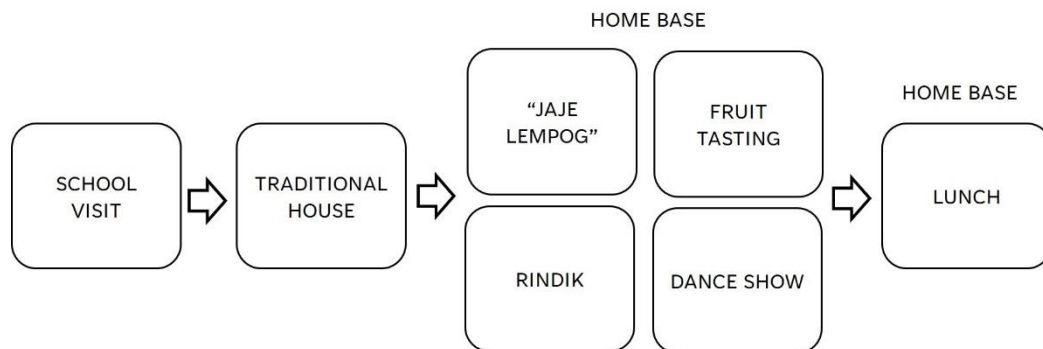 SCHOOL
VISIT
TRADITIONAL
HOUSE
HOME BASE
“JAJE
LEMPOG”
FRUIT
TASTING
RINDIK
DANCE SHOW
HOME BASE
LUNCH